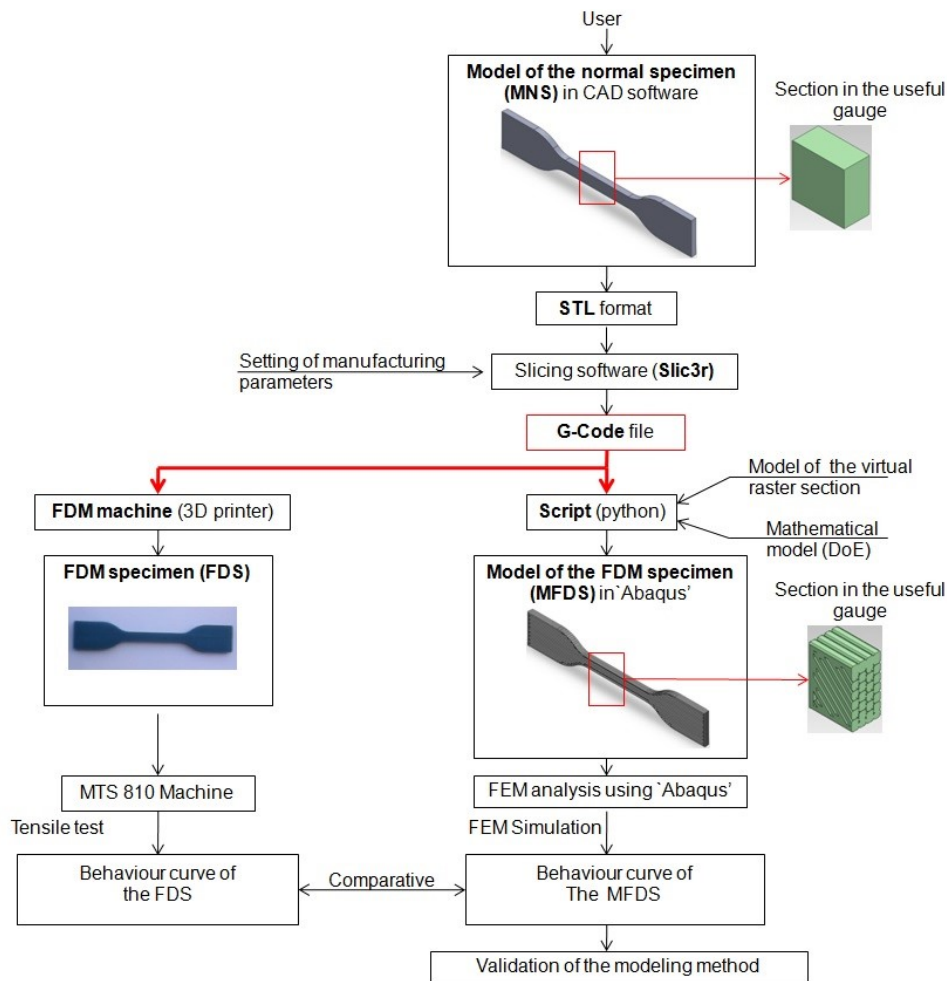 User
Model of the normal specimen
(MNS) in CAD software
Section in the useful
gauge
STL format
Setting of manufacturing
parameters
Slicing software (Slic3r)
G-Code file
Model of the virtual
raster section
FDM machine (3D printer)
Script (python)
Mathematical
model (DoE)
FDM specimen (FDS)
Model of the FDM specimen
(MFDS) in `Abaqus’
Section in the useful
gauge
MTS 810 Machine
FEM analysis using `Abaqus’
Tensile test
FEM Simulation
Behaviour curve of
the FDS
Comparative
Behaviour curve of
The MFDS
Validation of the modeling method